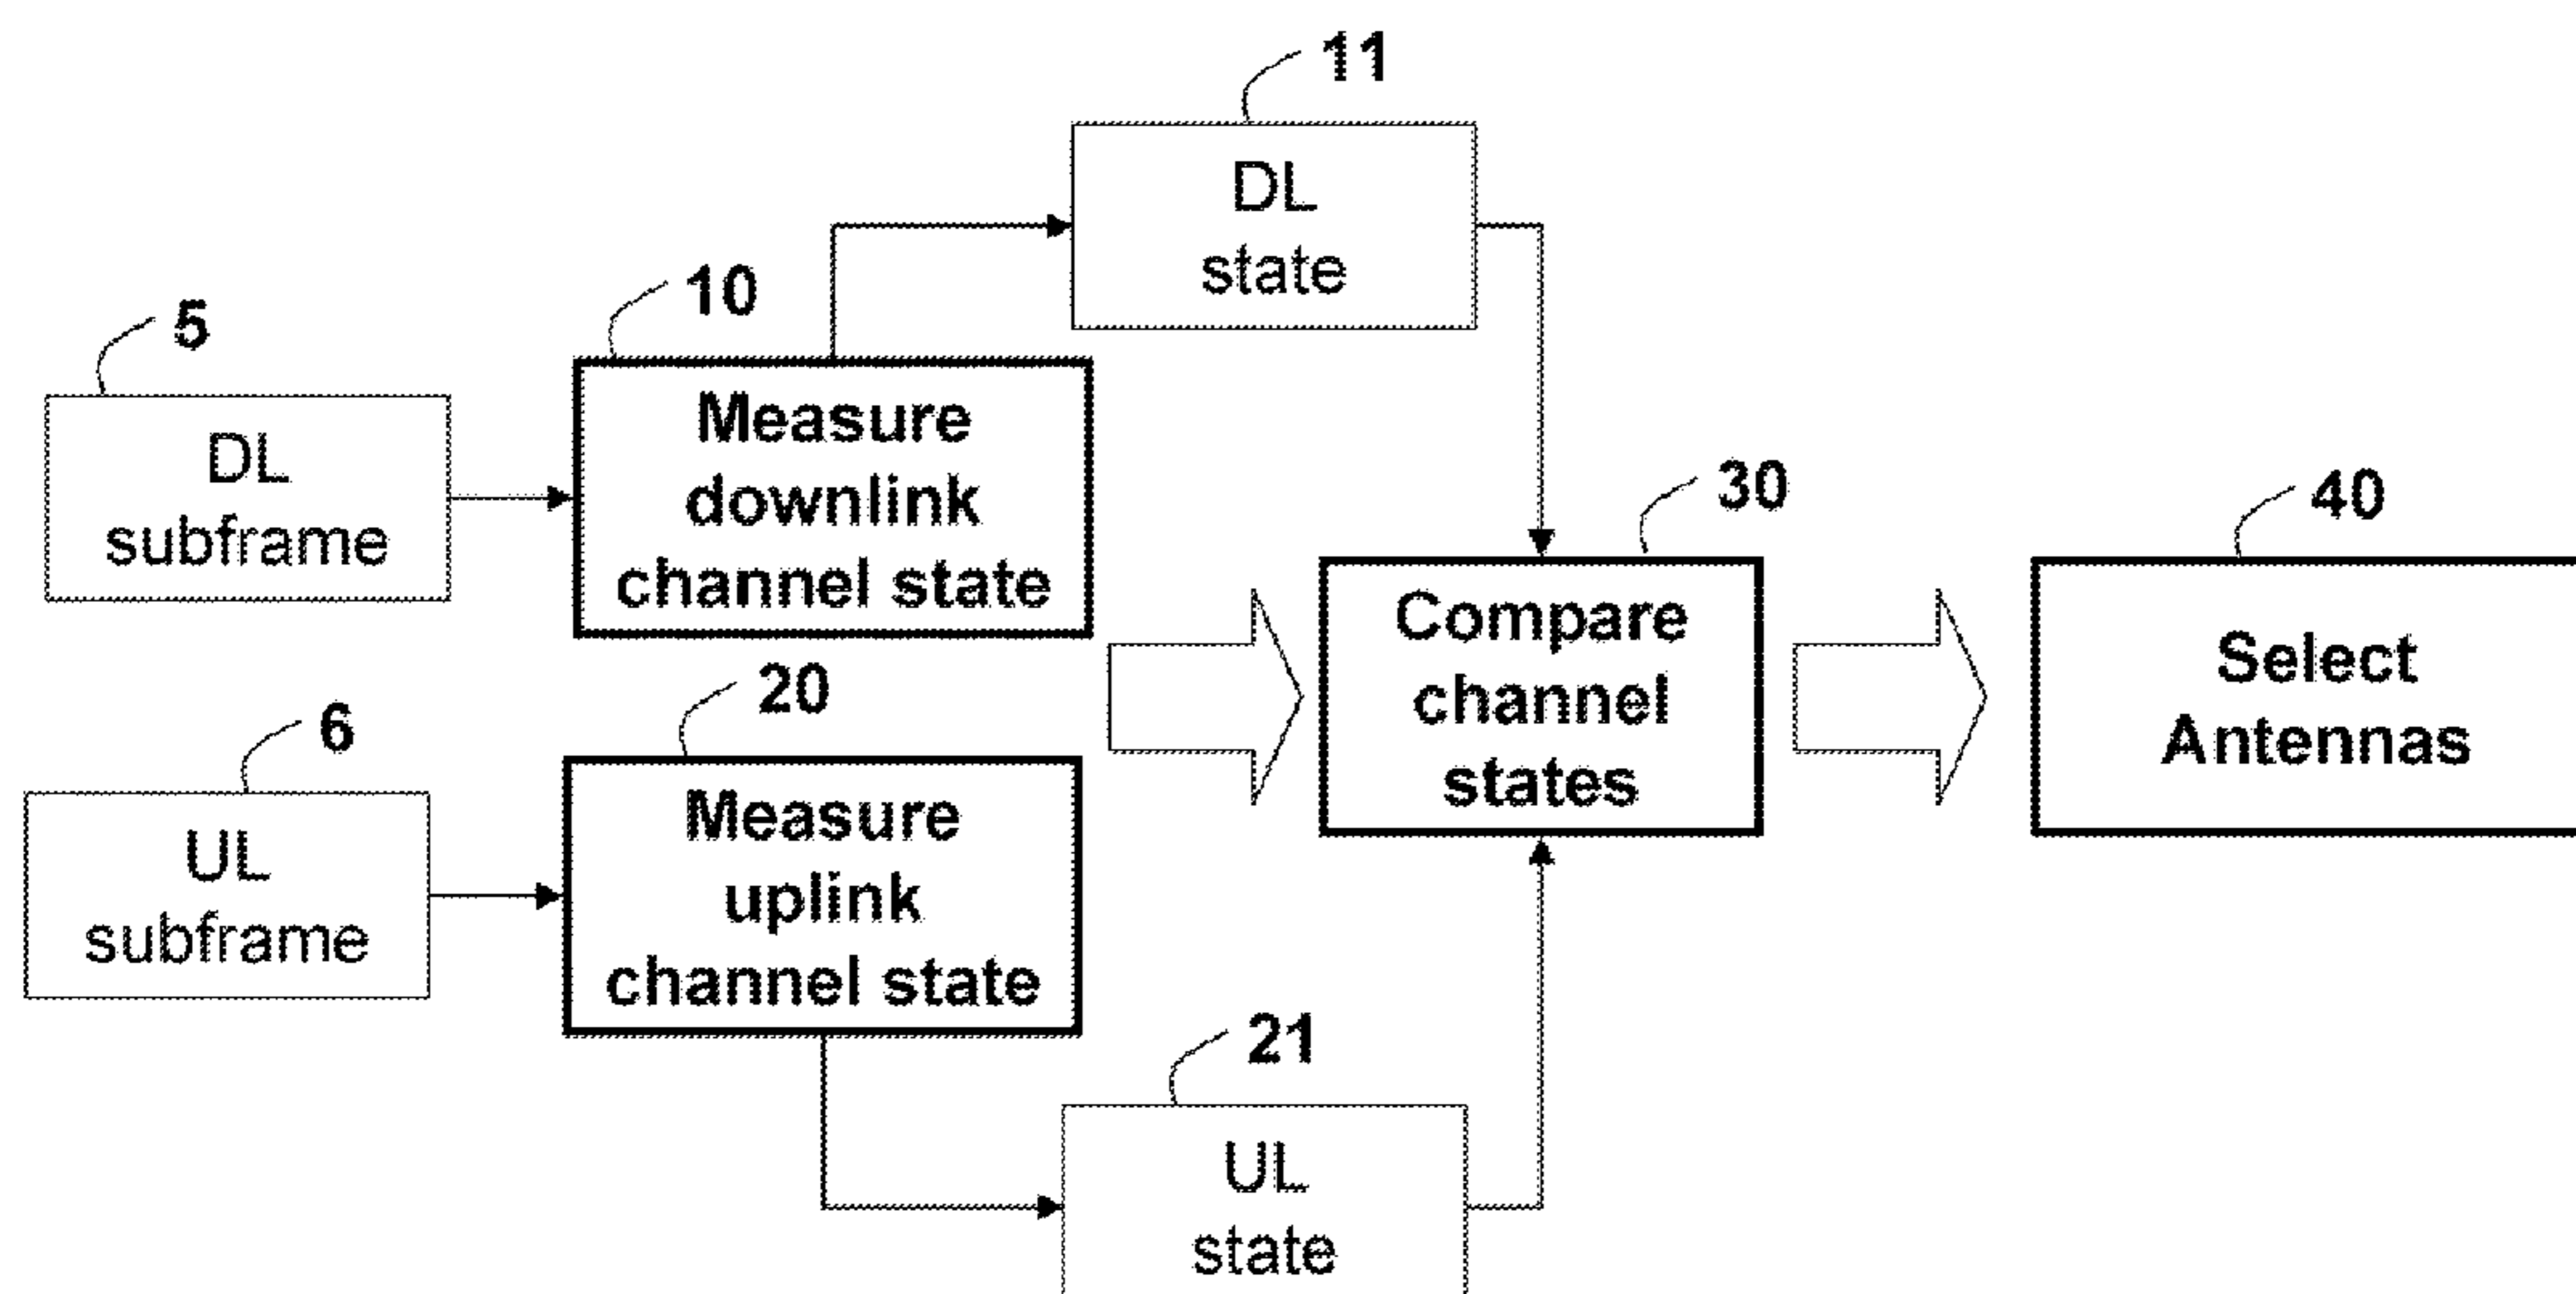 11
DL
state
10
5
Measure
downlink
channel state
DL
subframe
30
40
Compare
channel
states
Select
Antennas
20
6
Measure
uplink
channel state
UL
subframe
21
UL
state